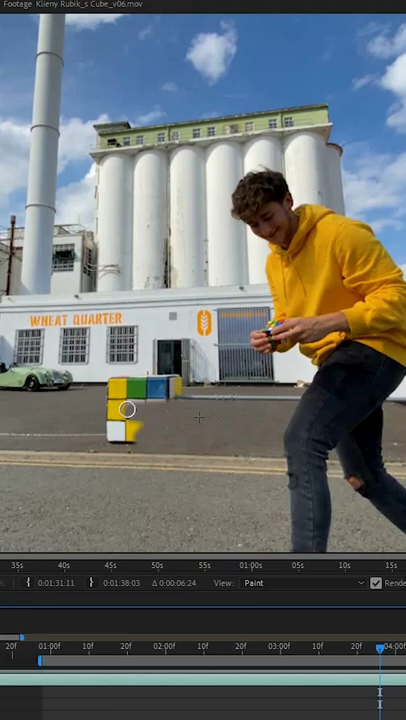 Footage Klieny Rubik_s Cube_v06.mov
WHEAT QUARTER
35s 40s 45s 50s 55s 01:00s 05s 10s 15s
0:01:31:11 0:01:38:03 Δ 0:00:06:24 View: Paint Rende
20f 01:00f 10f 20f 02:00f 10f 20f 03:00f 10f 20f 04:00f